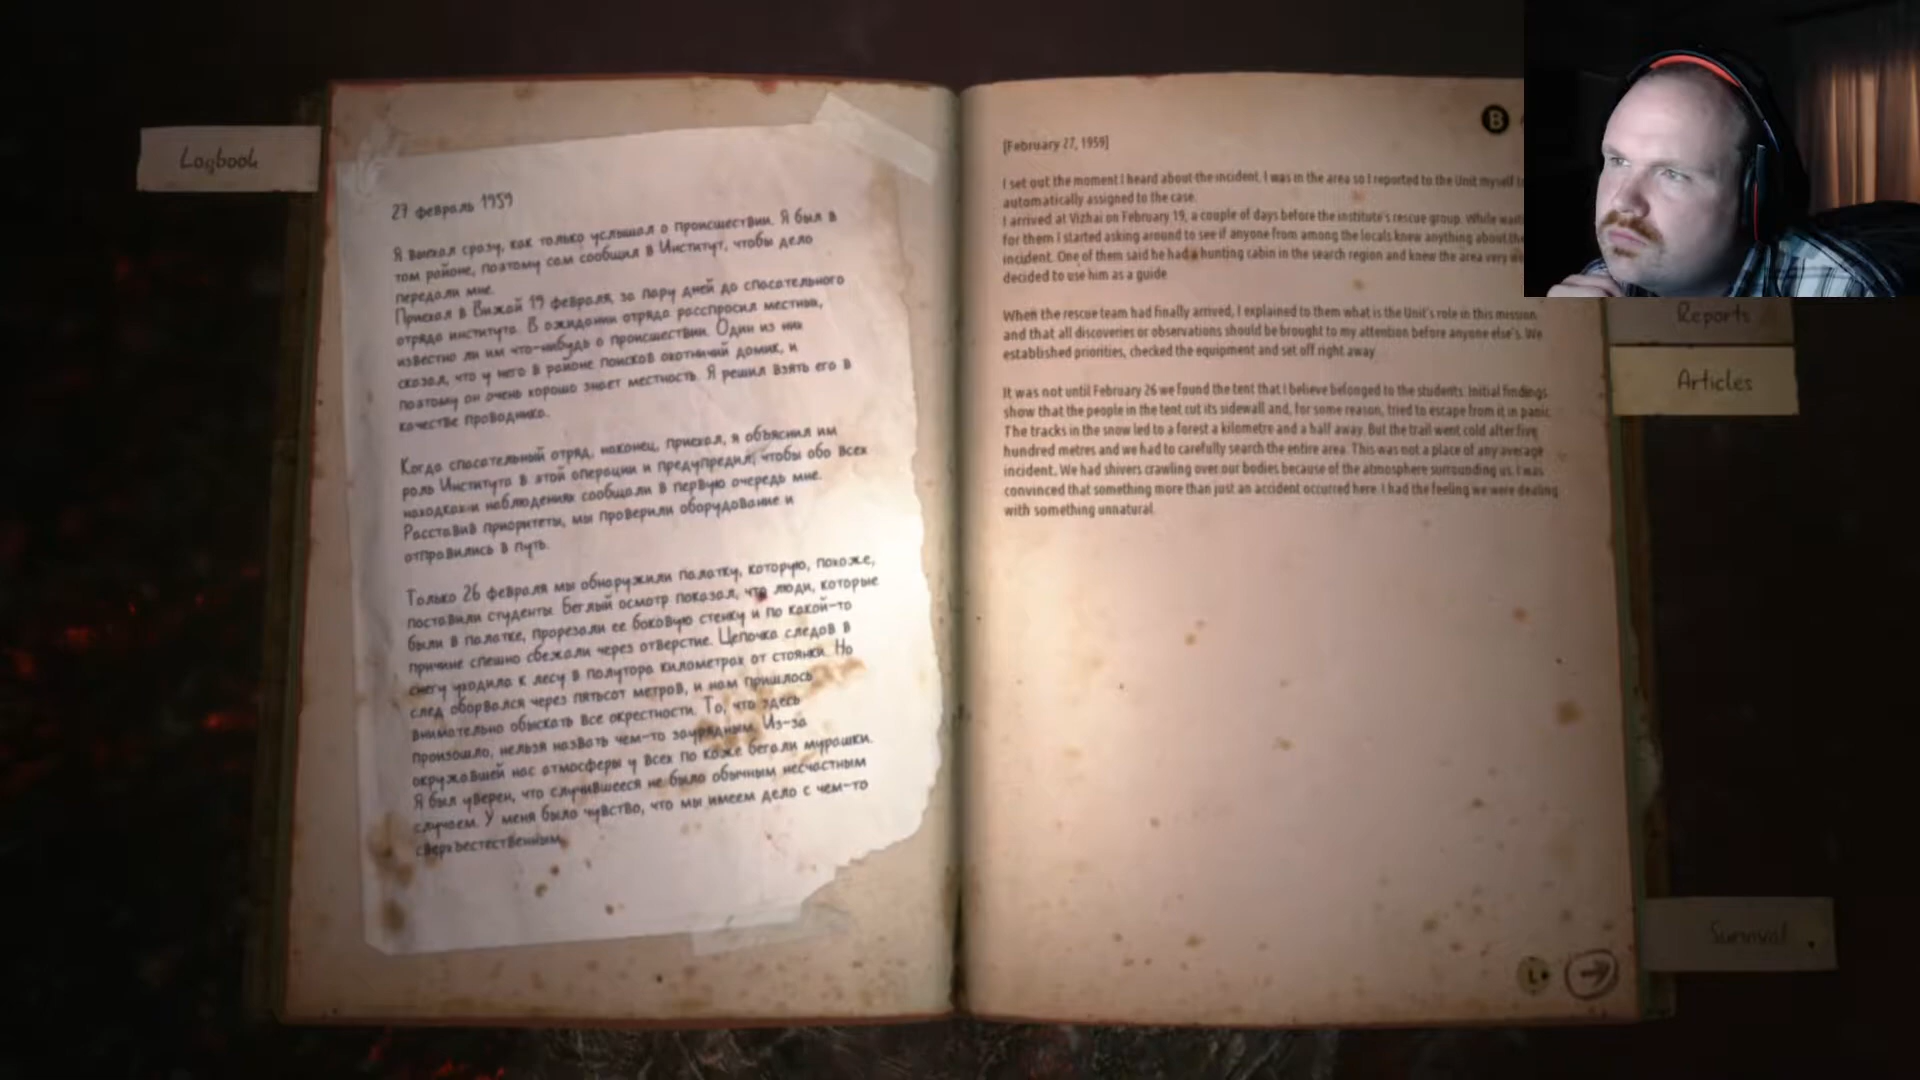 Logbook
27 февраль 1959
Я выехал сразу, как только услышал о происшествии. Я был в
том районе, поэтому сам сообщил в Институт, чтобы дело
передали мне.
Приехал в Вижай 19 февраля, за пару дней до спасательного
отряда института. В ожидании отряда расспросил местных,
известно ли им что-нибудь о происшествии. Один из них
сказал, что у него в районе поисков охотничий домик, и
поэтому он очень хорошо знает местность. Я решил взять его в
качестве проводника.
Когда спасательный отряд, наконец, приехал, я объяснил им
роль Института в этой операции и предупредил, чтобы обо всех
находках и наблюдениях сообщали в первую очередь мне.
Расставив приоритеты, мы проверили оборудование и
отправились в путь.
Только 26 февраля мы обнаружили палатку, которую, похоже,
поставили студенты. Беглый осмотр показал, что люди, которые
были в палатке, прорезали ее боковую стенку и по какой-то
причине спешно сбежали через отверстие. Цепочка следов в
снегу уходила к лесу в полутора километрах от стоянки. Но
след оборвался через пятьсот метров, и нам пришлось
внимательно обыскать все окрестности. То, что здесь
произошло, нельзя назвать чем-то заурядным. Из-за
окружавшей нас атмосферы у всех по коже бегали мурашки.
Я был уверен, что случившееся не было обычным несчастным
случаем. У меня было чувство, что мы имеем дело с чем-то
сверхъестественным.
B
[February 27, 1959]
I set out the moment I heard about the incident. I was in the area so I reported to the Unit myself
automatically assigned to the case.
I arrived at Vizhai on February 19, a couple of days before the institute's rescue group. While
for them I started asking around to see if anyone from among the locals knew anything about
incident. One of them said he had a hunting cabin in the search region and knew the area very
decided to use him as a guide
When the rescue team had finally arrived, I explained to them what is the Unit's role in this mission
and that all discoveries or observations should be brought to my attention before anyone else's. We
established priorities, checked the equipment and set off right away
It was not until February 26 we found the tent that I believe belonged to the students. Initial findings
show that the people in the tent cut its sidewall and, for some reason, tried to escape from it in panic.
The tracks in the snow led to a forest a kilometre and a half away. But the trail went cold after five
hundred metres and we had to carefully search the entire area. This was not a place of any average
incident. We had shivers crawling over our bodies because of the atmosphere surrounding us. I was
convinced that something more than just an accident occurred here. I had the feeling we were dealing
with something unnatural.
Reports
Articles
Survival
L